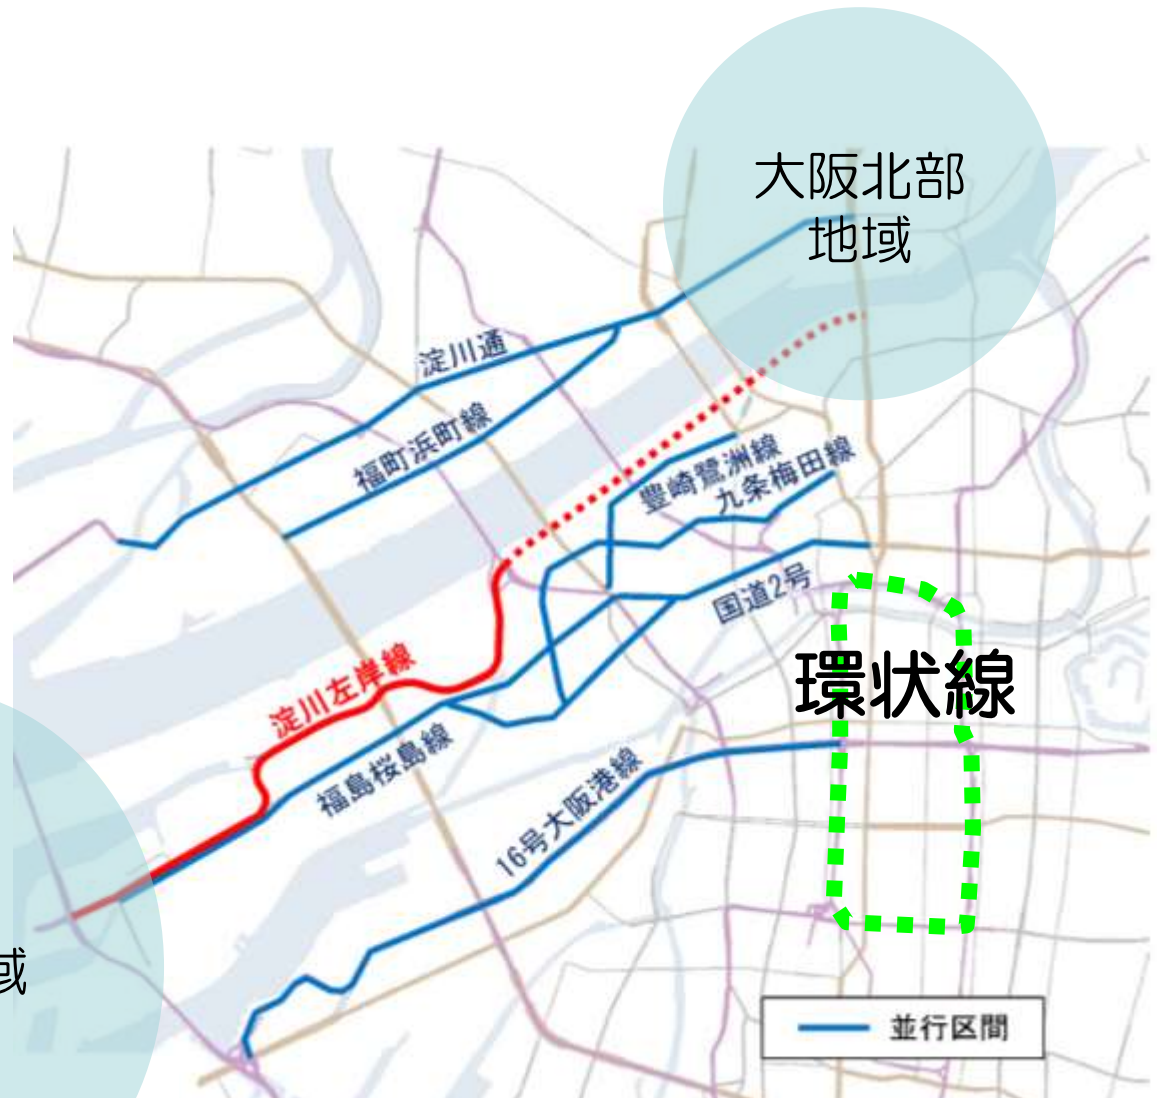 大阪北部
地域
淀川通
福町浜町線
豊崎鷺洲線
九条梅田線
国道2号
環状線
淀川左岸線
福島桜島線
16号大阪港線
域
並行区間